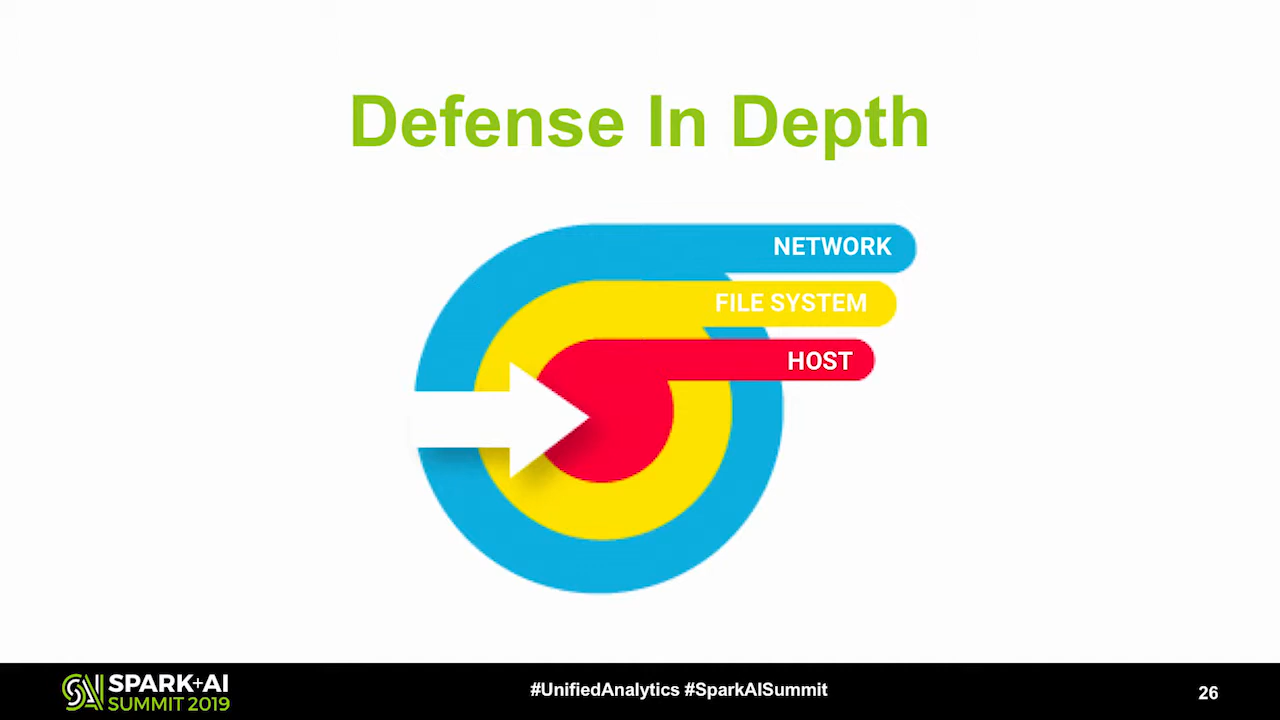 Defense In Depth
NETWORK
FILE SYSTEM
HOST
SPARK+AI
SUMMIT 2019
#UnifiedAnalytics #SparkAISummit
26